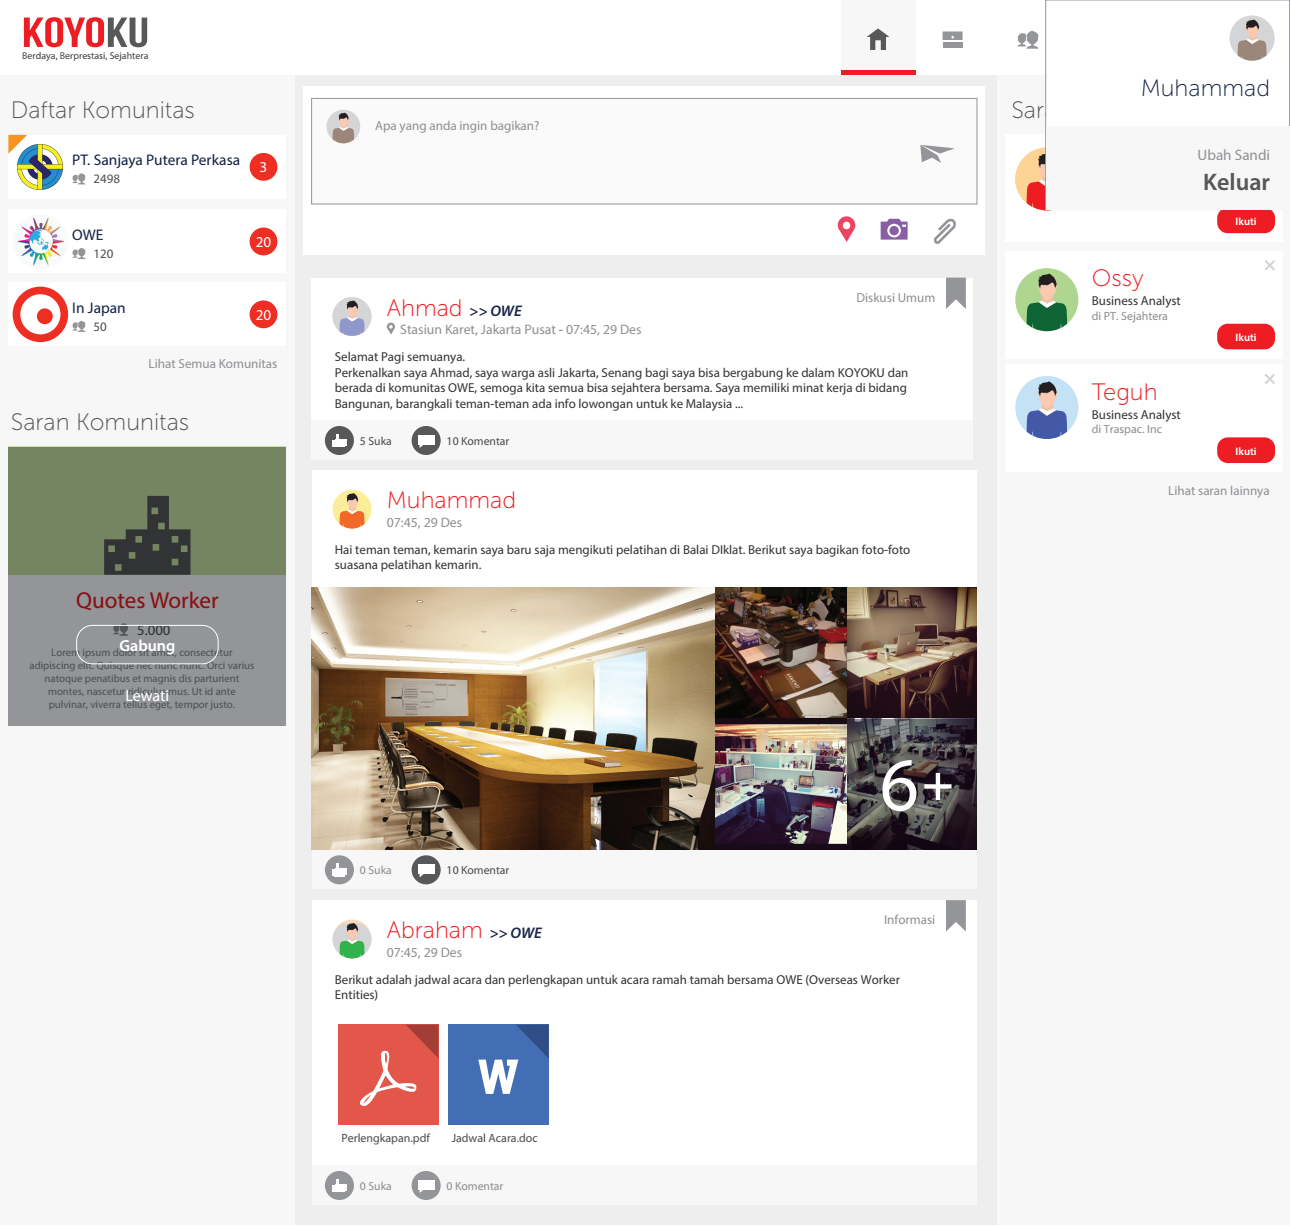 KOYOKU
Berdaya, Berprestasi, Sejahtera
Muhammad
Ubah Sandi
Keluar
Daftar Komunitas
PT. Sanjaya Putera Perkasa
2498
3
OWE
120
20
In Japan
50
20
Lihat Semua Komunitas
Saran Komunitas
Quotes Worker
5.000
Gabung
Lorem ipsum dolor sit amet, consectetur
adipiscing elit. Quisque nec nunc nunc. Orci varius
natoque penatibus et magnis dis parturient
montes, nascetur ridiculus mus. Ut id ante
Lewati
pulvinar, viverra tellus eget, tempor justo.
Apa yang anda ingin bagikan?
Ahmad >> OWE
Diskusi Umum
Stasiun Karet, Jakarta Pusat - 07:45, 29 Des
Selamat Pagi semuanya.
Perkenalkan saya Ahmad, saya warga asli Jakarta, Senang bagi saya bisa bergabung ke dalam KOYOKU dan
berada di komunitas OWE, semoga kita semua bisa sejahtera bersama. Saya memiliki minat kerja di bidang
Bangunan, barangkali teman-teman ada info lowongan untuk ke Malaysia ...
5 Suka
10 Komentar
Muhammad
07:45, 29 Des
Hai teman teman, kemarin saya baru saja mengikuti pelatihan di Balai DIklat. Berikut saya bagikan foto-foto
suasana pelatihan kemarin.
6+
0 Suka
10 Komentar
Abraham >> OWE
Informasi
07:45, 29 Des
Berikut adalah jadwal acara dan perlengkapan untuk acara ramah tamah bersama OWE (Overseas Worker
Entities)
W
Perlengkapan.pdf
Jadwal Acara.doc
0 Suka
0 Komentar
Sar
Ikuti
Ossy
Business Analyst
di PT. Sejahtera
Ikuti
Teguh
Business Analyst
di Traspac. Inc
Ikuti
Lihat saran lainnya